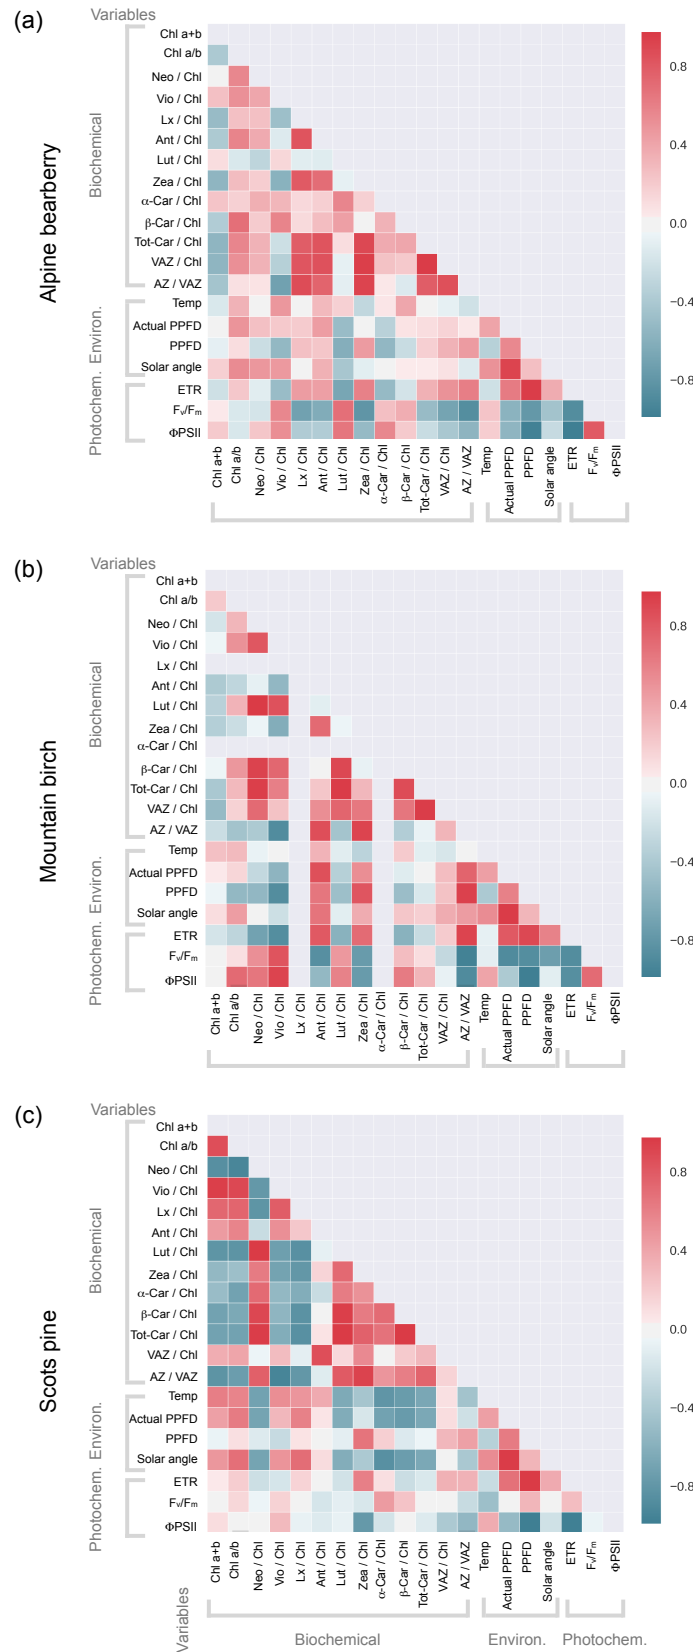 (a)
Variables
Alpine bearberry
Biochemical
Environ.
Photochem.
Chl a+b
Chl a/b
Neo / Chl
Vio / Chl
Lx / Chl
Ant / Chl
Lut / Chl
Zea / Chl
α-Car / Chl
β-Car / Chl
Tot-Car / Chl
VAZ / Chl
AZ / VAZ
Temp
Actual PPFD
PPFD
Solar angle
ETR
Fᵥ/Fₘ
ΦPSII
0.8
0.4
0.0
−0.4
−0.8
Chl a+b
Chl a/b
Neo / Chl
Vio / Chl
Lx / Chl
Ant / Chl
Lut / Chl
Zea / Chl
α-Car / Chl
β-Car / Chl
Tot-Car / Chl
VAZ / Chl
AZ / VAZ
Temp
Actual PPFD
PPFD
Solar angle
ETR
Fᵥ/Fₘ
ΦPSII
(b)
Variables
Mountain birch
Biochemical
Environ.
Photochem.
Chl a+b
Chl a/b
Neo / Chl
Vio / Chl
Lx / Chl
Ant / Chl
Lut / Chl
Zea / Chl
α-Car / Chl
β-Car / Chl
Tot-Car / Chl
VAZ / Chl
AZ / VAZ
Temp
Actual PPFD
PPFD
Solar angle
ETR
Fᵥ/Fₘ
ΦPSII
0.8
0.4
0.0
−0.4
−0.8
Chl a+b
Chl a/b
Neo / Chl
Vio / Chl
Lx / Chl
Ant / Chl
Lut / Chl
Zea / Chl
α-Car / Chl
β-Car / Chl
Tot-Car / Chl
VAZ / Chl
AZ / VAZ
Temp
Actual PPFD
PPFD
Solar angle
ETR
Fᵥ/Fₘ
ΦPSII
(c)
Variables
Scots pine
Biochemical
Environ.
Photochem.
Chl a+b
Chl a/b
Neo / Chl
Vio / Chl
Lx / Chl
Ant / Chl
Lut / Chl
Zea / Chl
α-Car / Chl
β-Car / Chl
Tot-Car / Chl
VAZ / Chl
AZ / VAZ
Temp
Actual PPFD
PPFD
Solar angle
ETR
Fᵥ/Fₘ
ΦPSII
0.8
0.4
0.0
−0.4
−0.8
Chl a+b
Chl a/b
Neo / Chl
Vio / Chl
Lx / Chl
Ant / Chl
Lut / Chl
Zea / Chl
α-Car / Chl
β-Car / Chl
Tot-Car / Chl
VAZ / Chl
AZ / VAZ
Temp
Actual PPFD
PPFD
Solar angle
ETR
Fᵥ/Fₘ
ΦPSII
Variables
Biochemical
Environ.
Photochem.